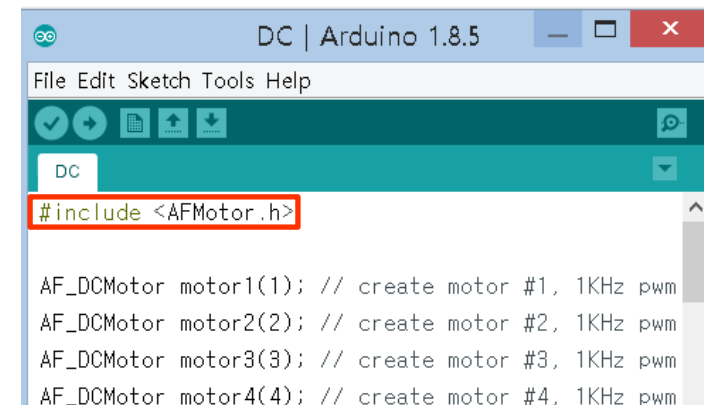 DC | Arduino 1.8.5
File Edit Sketch Tools Help
DC
#include <AFMotor.h>
AF_DCMotor motor1(1); // create motor #1, 1KHz pwm
AF_DCMotor motor2(2); // create motor #2, 1KHz pwm
AF_DCMotor motor3(3); // create motor #3, 1KHz pwm
AF_DCMotor motor4(4); // create motor #4, 1KHz pwm